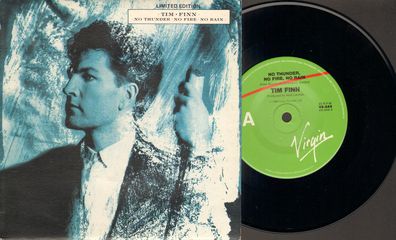 LIMITED EDITION
TIM · FINN
NO THUNDER · NO FIRE · NO RAIN
NO THUNDER,
NO FIRE, NO RAIN
TIM FINN
A
Virgin